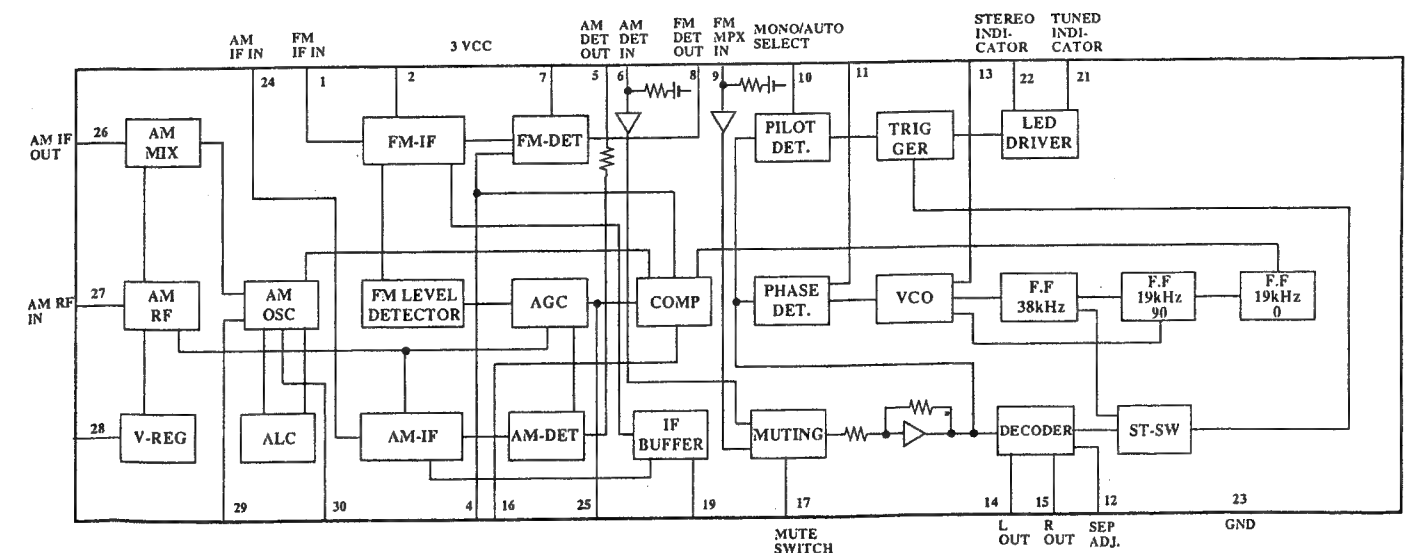 AM
IF IN
FM
IF IN
3 VCC
AM
DET
OUT
AM
DET
IN
FM
DET
OUT
FM
MPX
IN
MONO/AUTO
SELECT
STEREO
INDI-
CATOR
TUNED
INDI-
CATOR
24
1
2
7
5
6
8
9
10
11
13
22
21
AM IF
OUT
26
AM
MIX
FM-IF
FM-DET
PILOT
DET.
TRIG
GER
LED
DRIVER
AM RF
IN
27
AM
RF
AM
OSC
FM LEVEL
DETECTOR
AGC
COMP
PHASE
DET.
VCO
F.F
38kHz
F.F
19kHz
90
F.F
19kHz
0
28
V-REG
ALC
AM-IF
AM-DET
IF
BUFFER
MUTING
DECODER
ST-SW
29
30
4
16
25
19
17
14
15
12
23
MUTE
SWITCH
L
OUT
R
OUT
SEP
ADJ.
GND